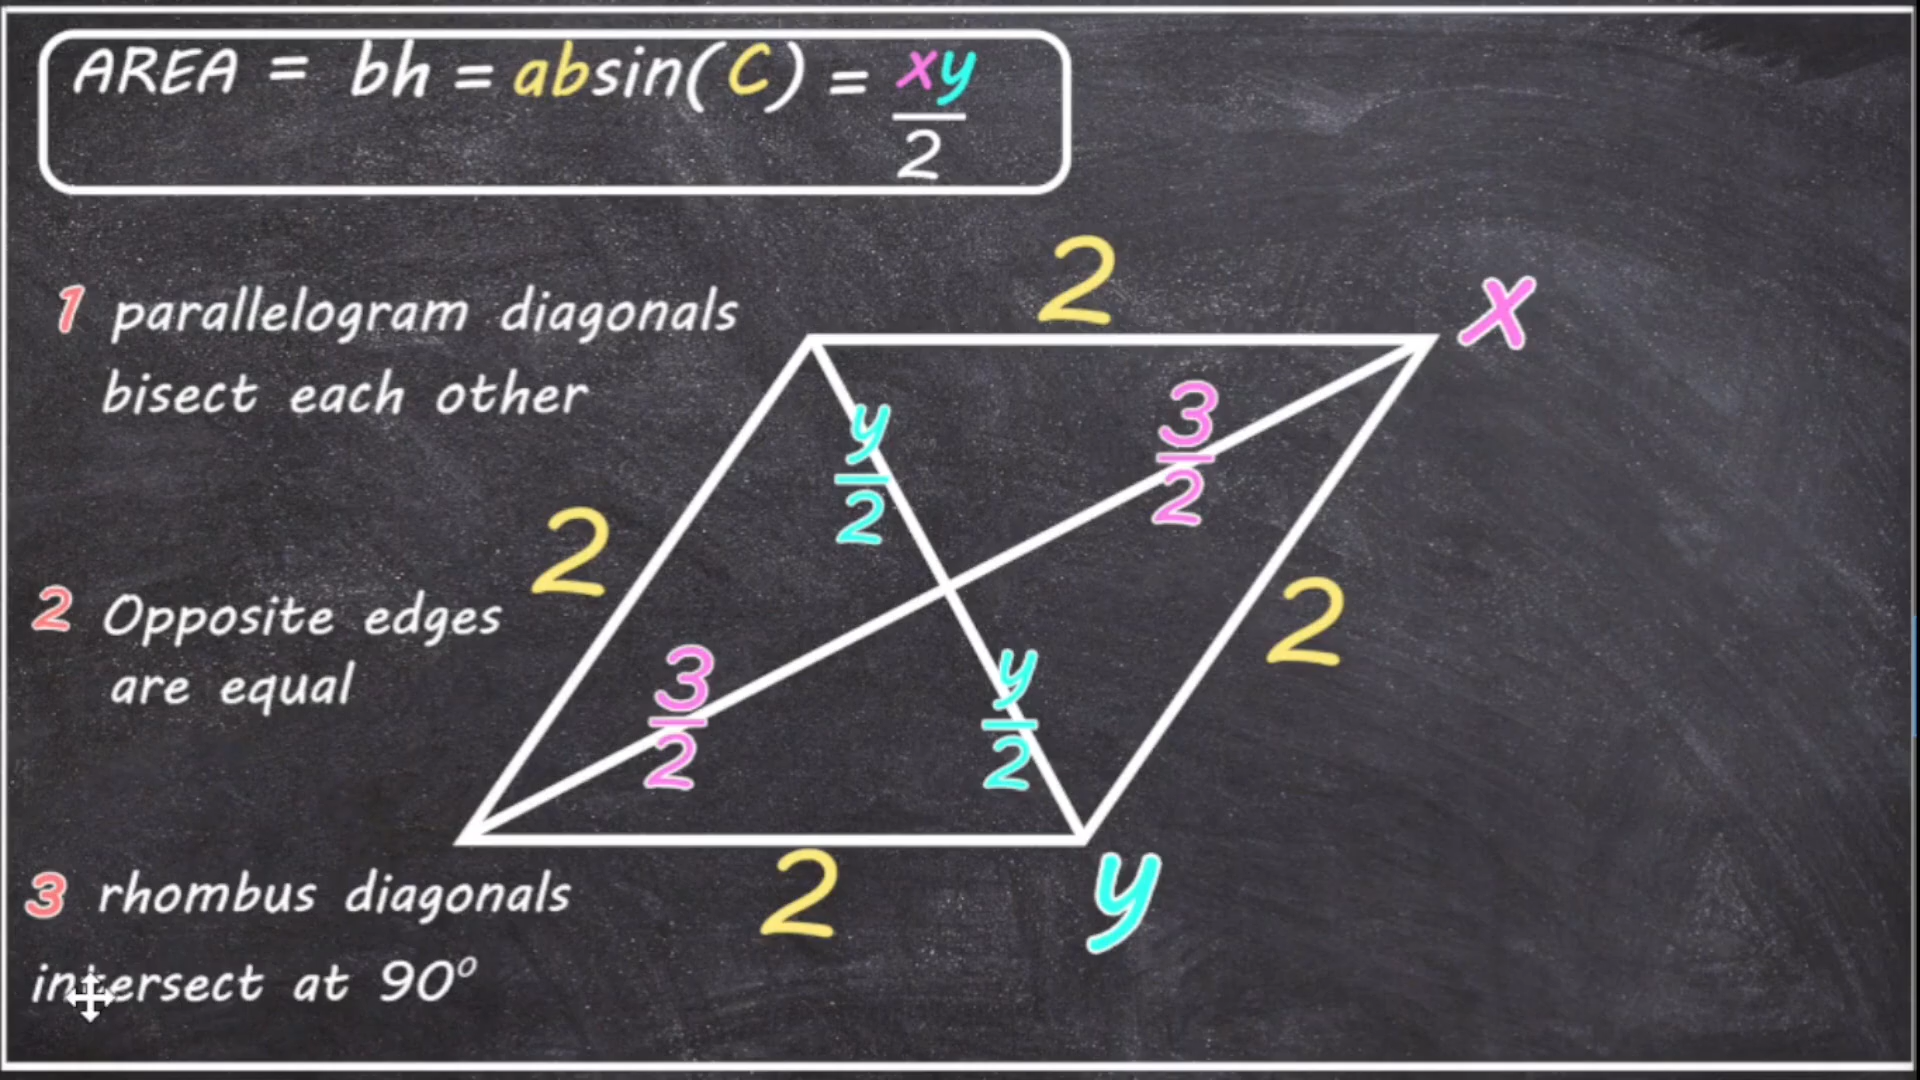 AREA = bh = absin(C) = xy/2
1 parallelogram diagonals
bisect each other
2 Opposite edges
are equal
3 rhombus diagonals
intersect at 90°
2
x
y/2
3/2
2
2
3/2
y/2
2
y